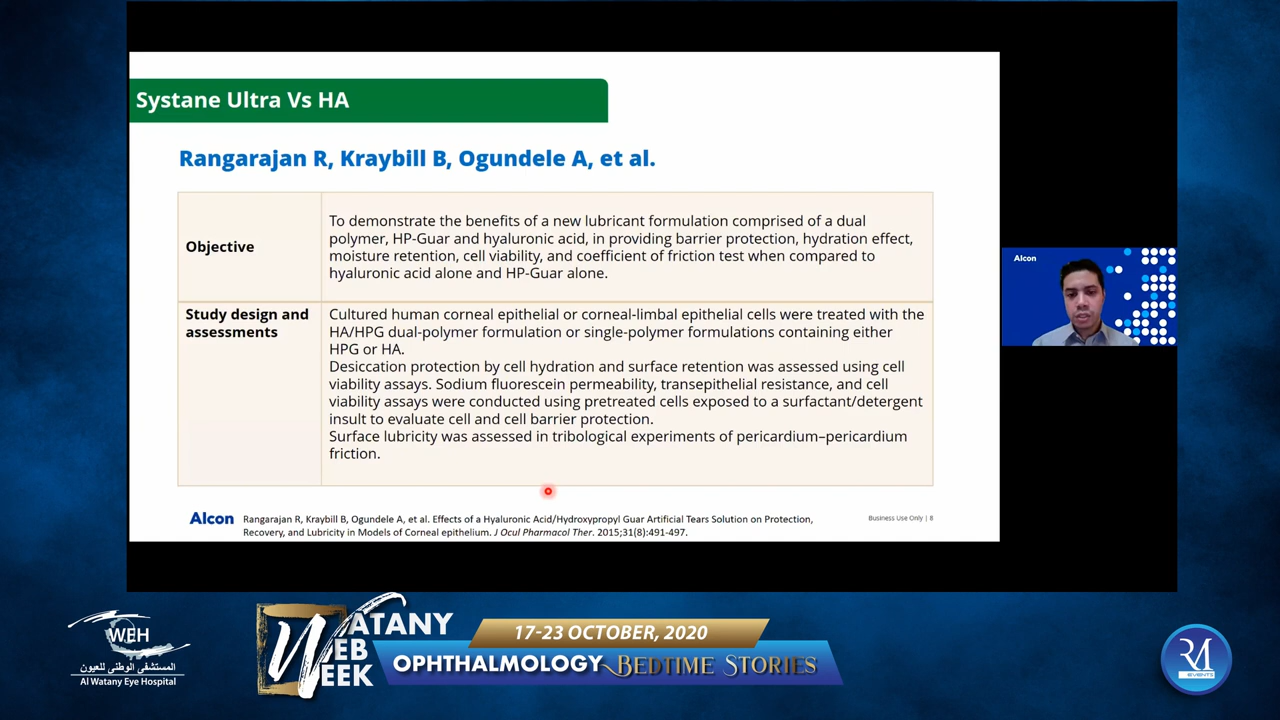 Systane Ultra Vs HA
Rangarajan R, Kraybill B, Ogundele A, et al.
Objective
To demonstrate the benefits of a new lubricant formulation comprised of a dual
polymer, HP-Guar and hyaluronic acid, in providing barrier protection, hydration effect,
moisture retention, cell viability, and coefficient of friction test when compared to
hyaluronic acid alone and HP-Guar alone.
Study design and
assessments
Cultured human corneal epithelial or corneal-limbal epithelial cells were treated with the
HA/HPG dual-polymer formulation or single-polymer formulations containing either
HPG or HA.
Desiccation protection by cell hydration and surface retention was assessed using cell
viability assays. Sodium fluorescein permeability, transepithelial resistance, and cell
viability assays were conducted using pretreated cells exposed to a surfactant/detergent
insult to evaluate cell and cell barrier protection.
Surface lubricity was assessed in tribological experiments of pericardium–pericardium
friction.
Alcon
Rangarajan R, Kraybill B, Ogundele A, et al. Effects of a Hyaluronic Acid/Hydroxypropyl Guar Artificial Tears Solution on Protection,
Recovery, and Lubricity in Models of Corneal epithelium. J Ocul Pharmacol Ther. 2015;31(8):491-497.
Business Use Only | 8
Alcon
WEH
المستشفى الوطني للعيون
Al Watany Eye Hospital
WATANY
WEB
WEEK
17-23 OCTOBER, 2020
OPHTHALMOLOGY BEDTIME STORIES
RM
EVENTS